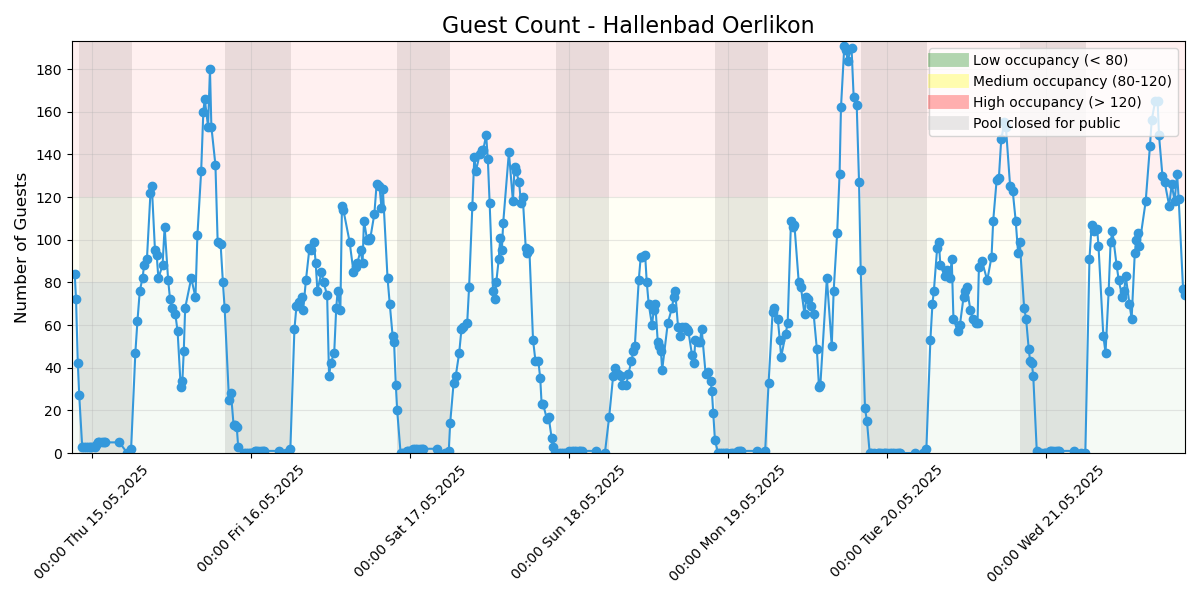 Guest Count - Hallenbad Oerlikon
Number of Guests
180
160
140
120
100
80
60
40
20
0
Low occupancy (< 80)
Medium occupancy (80-120)
High occupancy (> 120)
Pool closed for public
00:00 Thu 15.05.2025
00:00 Fri 16.05.2025
00:00 Sat 17.05.2025
00:00 Sun 18.05.2025
00:00 Mon 19.05.2025
00:00 Tue 20.05.2025
00:00 Wed 21.05.2025